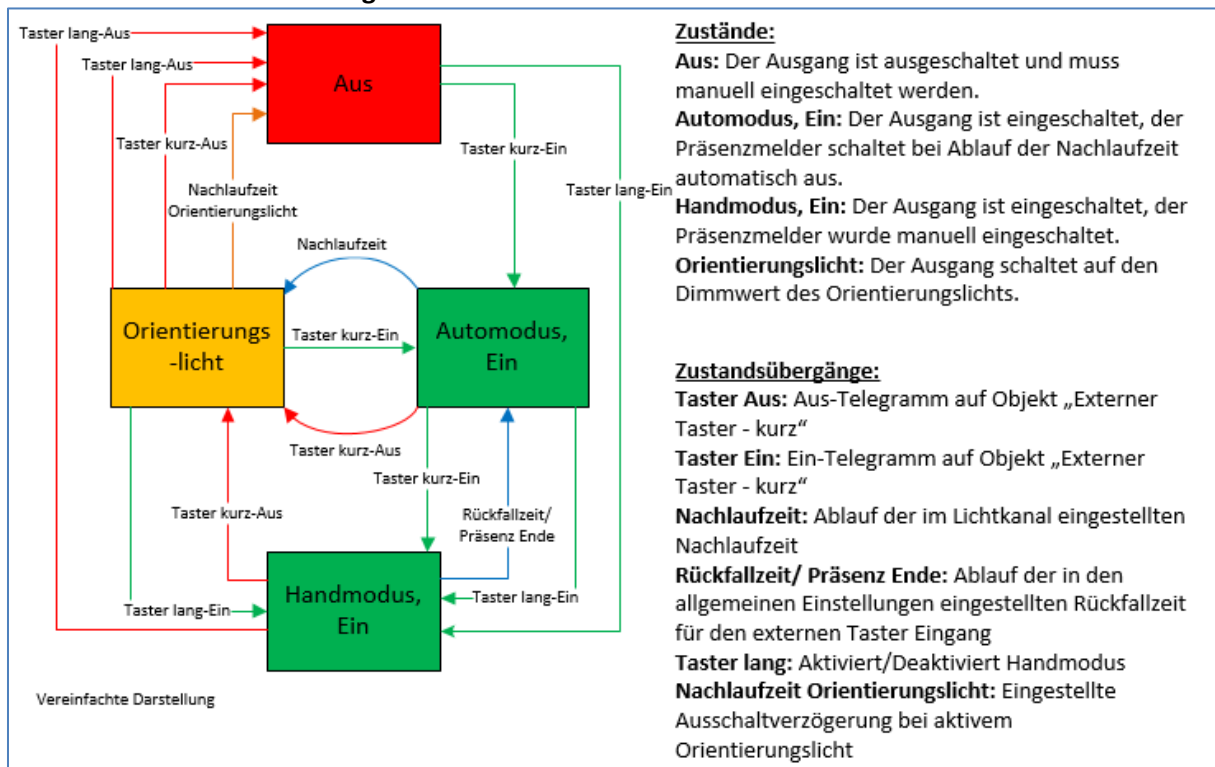 Taster lang-Aus
Taster lang-Aus
Aus
Taster kurz-Aus
Taster kurz-Ein
Taster lang-Ein
Nachlaufzeit
Orientierungslicht
Nachlaufzeit
Orientierungs
-licht
Taster kurz-Ein
Automodus,
Ein
Taster kurz-Aus
Taster kurz-Ein
Taster kurz-Aus
Rückfallzeit/
Präsenz Ende
Taster lang-Ein
Handmodus,
Ein
Taster lang-Ein
Vereinfachte Darstellung
Zustände:
Aus: Der Ausgang ist ausgeschaltet und muss
manuell eingeschaltet werden.
Automodus, Ein: Der Ausgang ist eingeschaltet, der
Präsenzmelder schaltet bei Ablauf der Nachlaufzeit
automatisch aus.
Handmodus, Ein: Der Ausgang ist eingeschaltet, der
Präsenzmelder wurde manuell eingeschaltet.
Orientierungslicht: Der Ausgang schaltet auf den
Dimmwert des Orientierungslichts.
Zustandsübergänge:
Taster Aus: Aus-Telegramm auf Objekt „Externer
Taster - kurz“
Taster Ein: Ein-Telegramm auf Objekt „Externer
Taster - kurz“
Nachlaufzeit: Ablauf der im Lichtkanal eingestellten
Nachlaufzeit
Rückfallzeit/ Präsenz Ende: Ablauf der in den
allgemeinen Einstellungen eingestellten Rückfallzeit
für den externen Taster Eingang
Taster lang: Aktiviert/Deaktiviert Handmodus
Nachlaufzeit Orientierungslicht: Eingestellte
Ausschaltverzögerung bei aktivem
Orientierungslicht